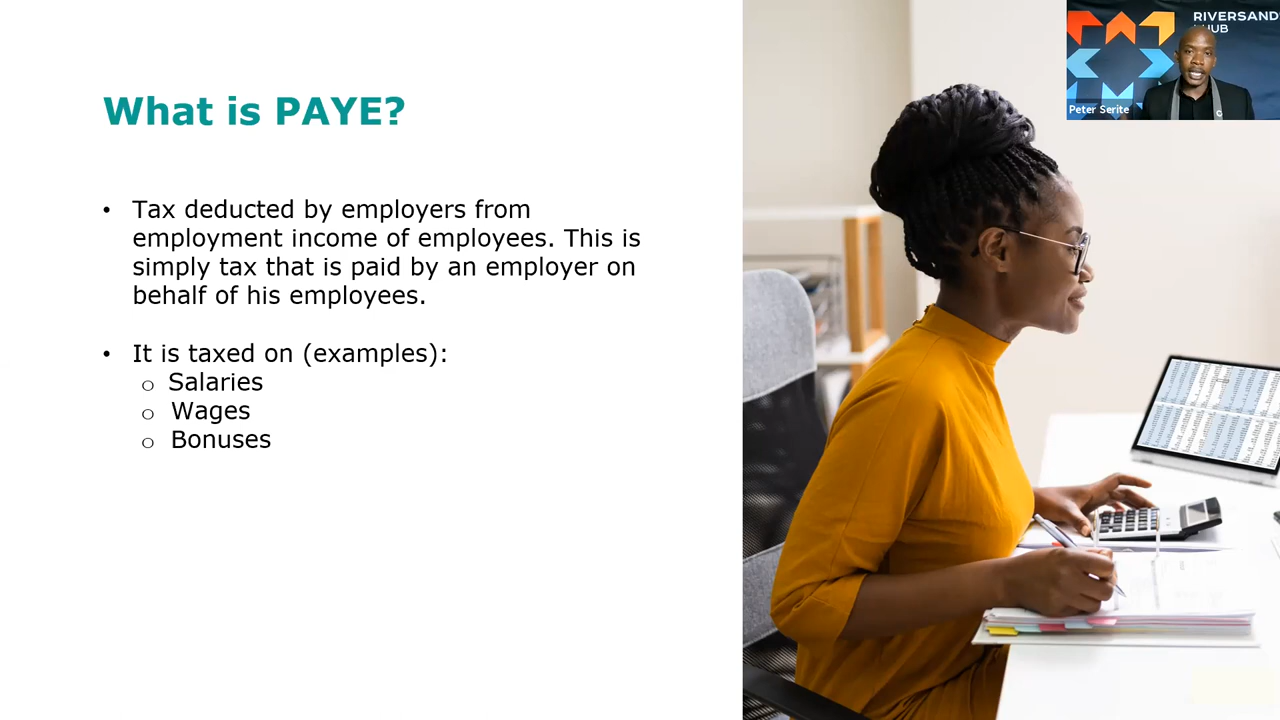 What is PAYE?
• Tax deducted by employers from
employment income of employees. This is
simply tax that is paid by an employer on
behalf of his employees.
• It is taxed on (examples):
o Salaries
o Wages
o Bonuses
RIVERSAND
HUB
Peter Serite